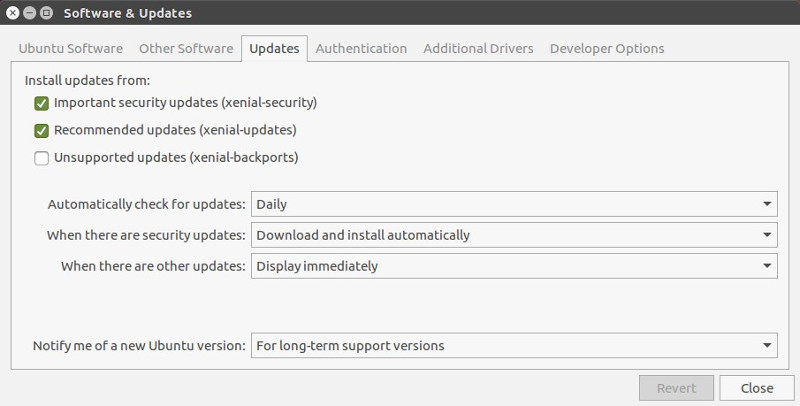 Software & Updates
Ubuntu Software Other Software Updates Authentication Additional Drivers Developer Options
Install updates from:
Important security updates (xenial-security)
Recommended updates (xenial-updates)
Unsupported updates (xenial-backports)
Automatically check for updates: Daily
When there are security updates: Download and install automatically
When there are other updates: Display immediately
Notify me of a new Ubuntu version: For long-term support versions
Revert Close